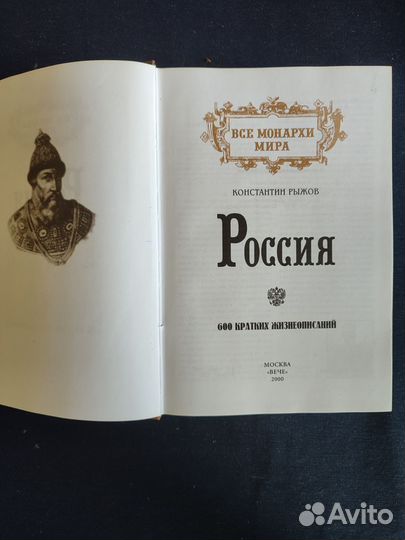 ВСЕ МОНАРХИ
МИРА
КОНСТАНТИН РЫЖОВ
РОССИЯ
600 КРАТКИХ ЖИЗНЕОПИСАНИЙ
МОСКВА
«ВЕЧЕ»
2000
Avito